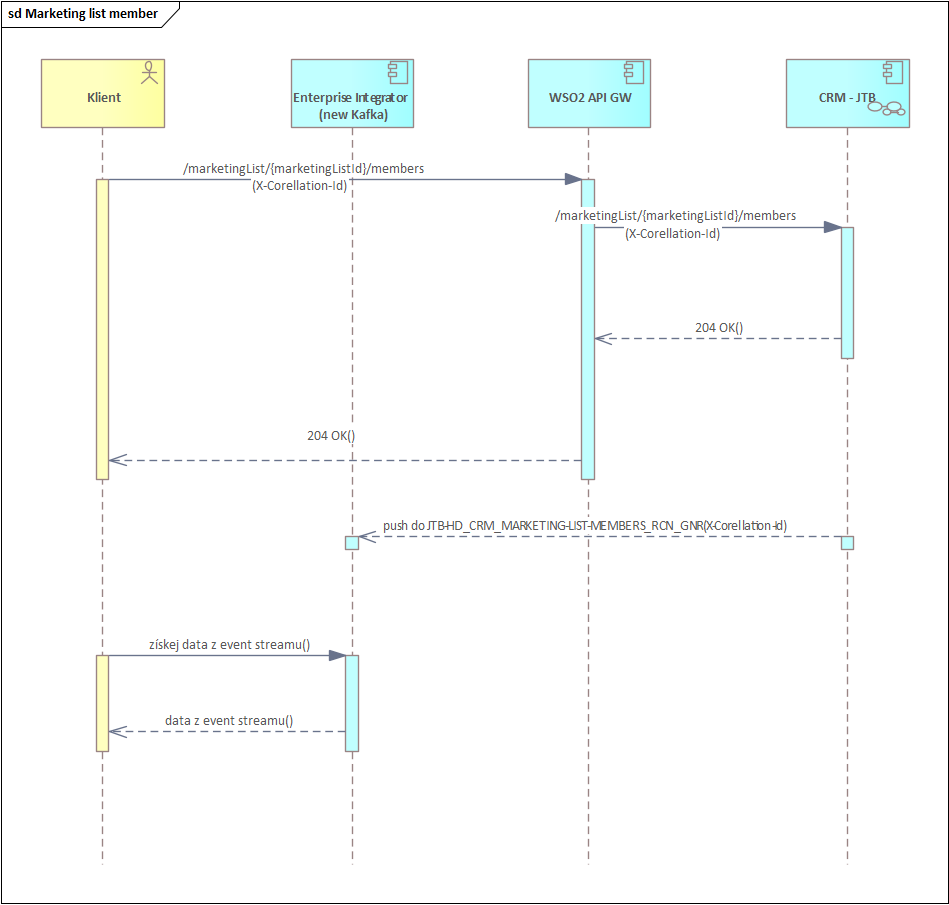 sd Marketing list member
Klient
Enterprise Integrator
(new Kafka)
WSO2 API GW
CRM - JTB
/marketingList/{marketingListId}/members
(X-Corellation-Id)
/marketingList/{marketingListId}/members
(X-Corellation-Id)
204 OK()
204 OK()
push do JTB-HD_CRM_MARKETING-LIST-MEMBERS_RCN_GNR(X-Corellation-Id)
získej data z event streamu()
data z event streamu()